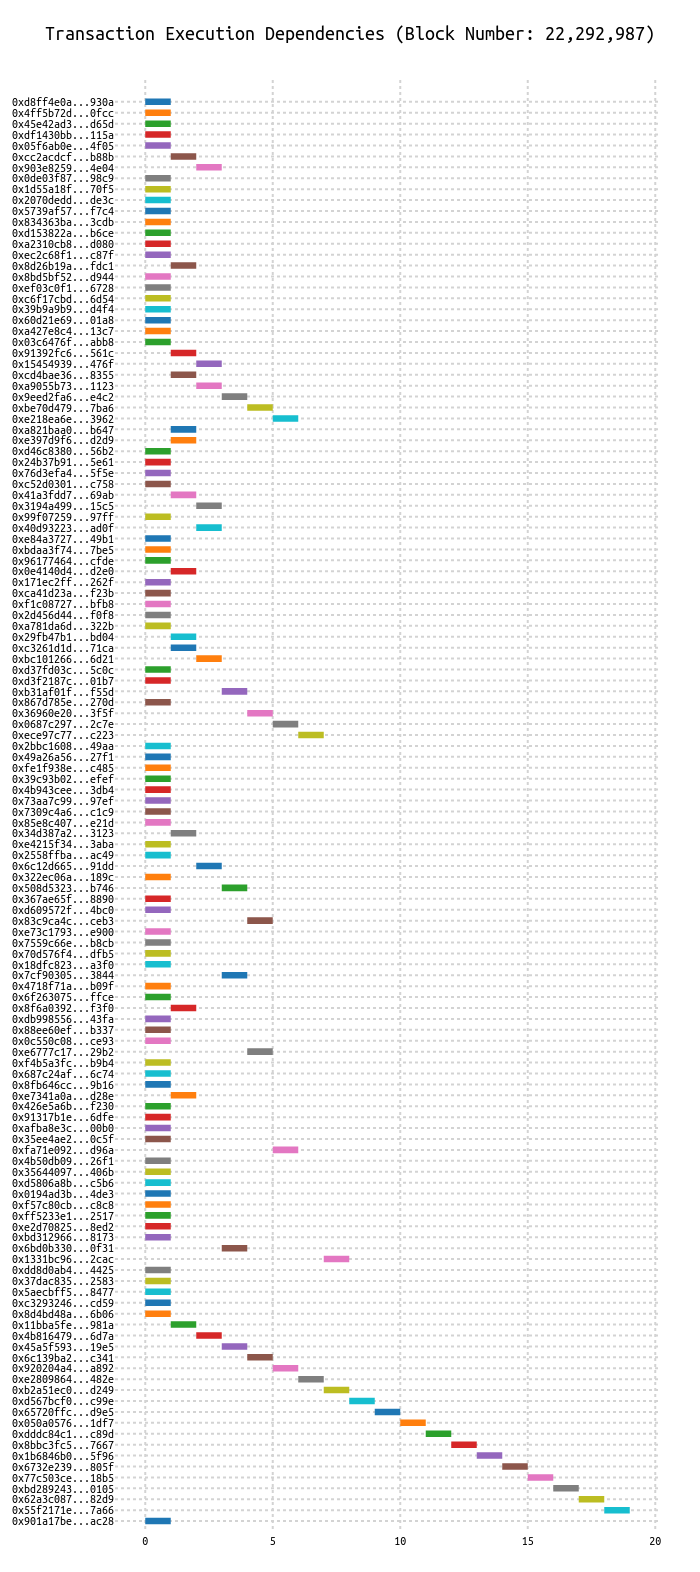 Transaction Execution Dependencies (Block Number: 22,292,987)
0xd8ff4e0a...930a
0x4ff5b72d...0fcc
0x45e42ad3...d65d
0xdf1430bb...115a
0x05f6ab0e...4f05
0xcc2acdcf...b88b
0x903e8259...4e04
0x0de03f87...98c9
0x1d55a18f...70f5
0x2070dedd...de3c
0x5739af57...f7c4
0x834363ba...3cdb
0xd153822a...b6ce
0xa2310cb8...d080
0xec2c68f1...c87f
0x8d26b19a...fdc1
0x8bd5bf52...d944
0xef03c0f1...6728
0xc6f17cbd...6d54
0x39b9a9b9...d4f4
0x60d21e69...01a8
0xa427e8c4...13c7
0x03c6476f...abb8
0x91392fc6...561c
0x15454939...476f
0xcd4bae36...8355
0xa9055b73...1123
0x9eed2fa6...e4c2
0xbe70d479...7ba6
0xe218ea6e...3962
0xa821baa0...b647
0xe397d9f6...d2d9
0xd46c8380...56b2
0x24b37b91...5e61
0x76d3efa4...5f5e
0xc52d0301...c758
0x41a3fdd7...69ab
0x3194a499...15c5
0x99f07259...97ff
0x40d93223...ad0f
0xe84a3727...49b1
0xbdaa3f74...7be5
0x96177464...cfde
0x0e4140d4...d2e0
0x171ec2ff...262f
0xca41d23a...f23b
0xf1c08727...bfb8
0x2d456d44...f0f8
0xa781da6d...322b
0x29fb47b1...bd04
0xc3261d1d...71ca
0xbc101266...6d21
0xd37fd03c...5c0c
0xd3f2187c...01b7
0xb31af01f...f55d
0x867d785e...270d
0x36960e20...3f5f
0x0687c297...2c7e
0xece97c77...c223
0x2bbc1608...49aa
0x49a26a56...27f1
0xfe1f938e...c485
0x39c93b02...efef
0x4b943cee...3db4
0x73aa7c99...97ef
0x7309c4a6...c1c9
0x85e8c407...e21d
0x34d387a2...3123
0xe4215f34...3aba
0x2558ffba...ac49
0x6c12d665...91dd
0x322ec06a...189c
0x508d5323...b746
0x367ae65f...8890
0xd609572f...4bc0
0x83c9ca4c...ceb3
0xe73c1793...e900
0x7559c66e...b8cb
0x70d576f4...dfb5
0x18dfc823...a3f0
0x7cf90305...3844
0x4718f71a...b09f
0x6f263075...ffce
0x8f6a0392...f3f0
0xdb998556...43fa
0x88ee60ef...b337
0x0c550c08...ce93
0xe6777c17...29b2
0xf4b5a3fc...b9b4
0x687c24af...6c74
0x8fb646cc...9b16
0xe7341a0a...d28e
0x426e5a6b...f230
0x91317b1e...6dfe
0xafba8e3c...00b0
0x35ee4ae2...0c5f
0xfa71e092...d96a
0x4b50db09...26f1
0x35644097...406b
0xd5806a8b...c5b6
0x0194ad3b...4de3
0xf57c80cb...c8c8
0xff5233e1...2517
0xe2d70825...8ed2
0xbd312966...8173
0x6bd0b330...0f31
0x1331bc96...2cac
0xdd8d0ab4...4425
0x37dac835...2583
0x5aecbff5...8477
0xc3293246...cd59
0x8d4bd48a...6b06
0x11bba5fe...981a
0x4b816479...6d7a
0x45a5f593...19e5
0x6c139ba2...c341
0x920204a4...a892
0xe2809864...482e
0xb2a51ec0...d249
0xd567bcf0...c99e
0x65720ffc...d9e5
0x050a0576...1df7
0xdddc84c1...c89d
0x8bbc3fc5...7667
0x1b6846b0...5f96
0x6732e239...805f
0x77c503ce...18b5
0xbd289243...0105
0x62a3c087...82d9
0x55f2171e...7a66
0x901a17be...ac28
0 5 10 15 20